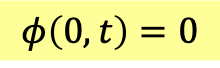 ϕ(0, t) = 0